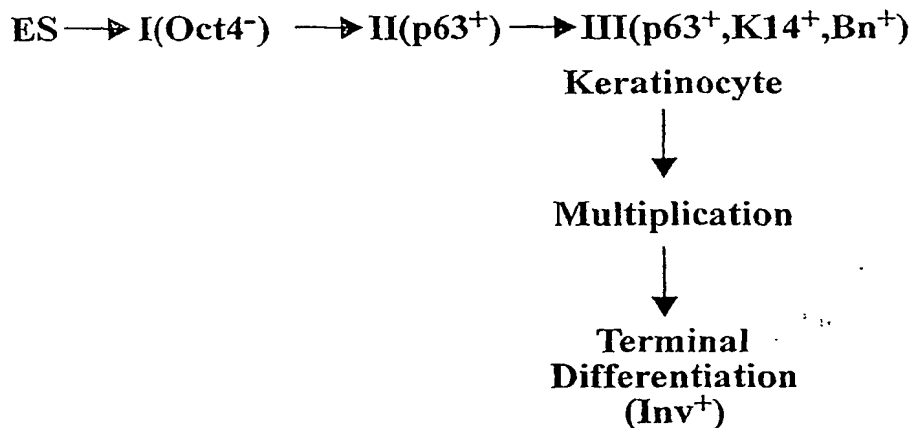 ES I(Oct4⁻) II(p63⁺) III(p63⁺,K14⁺,Bn⁺)
Keratinocyte
Multiplication
Terminal
Differentiation
(Inv⁺)